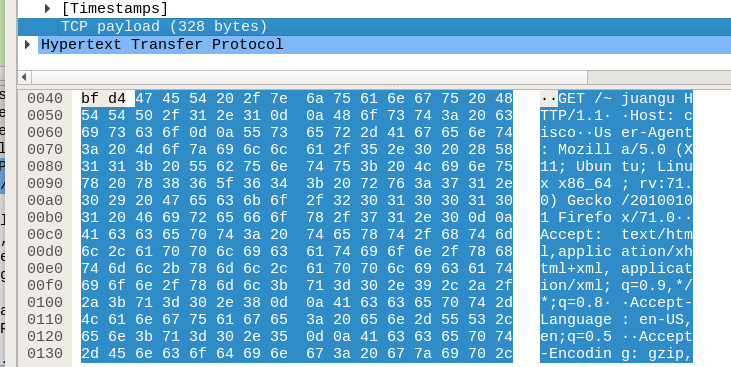 [Timestamps]
TCP payload (328 bytes)
Hypertext Transfer Protocol
0040 bf d4 47 45 54 20 2f 7e 6a 75 61 6e 67 75 20 48 ··GET /~ juangu H
0050 54 54 50 2f 31 2e 31 0d 0a 48 6f 73 74 3a 20 63 TTP/1.1· ·Host: c
0060 69 73 63 6f 0d 0a 55 73 65 72 2d 41 67 65 6e 74 isco··Us er-Agent
0070 3a 20 4d 6f 7a 69 6c 6c 61 2f 35 2e 30 20 28 58 : Mozill a/5.0 (X
0080 31 31 3b 20 55 62 75 6e 74 75 3b 20 4c 69 6e 75 11; Ubun tu; Linu
0090 78 20 78 38 36 5f 36 34 3b 20 72 76 3a 37 31 2e x x86_64 ; rv:71.
00a0 30 29 20 47 65 63 6b 6f 2f 32 30 31 30 30 31 30 0) Gecko /2010010
00b0 31 20 46 69 72 65 66 6f 78 2f 37 31 2e 30 0d 0a 1 Firefo x/71.0··
00c0 41 63 63 65 70 74 3a 20 74 65 78 74 2f 68 74 6d Accept:  text/htm
00d0 6c 2c 61 70 70 6c 69 63 61 74 69 6f 6e 2f 78 68 l,applic ation/xh
00e0 74 6d 6c 2b 78 6d 6c 2c 61 70 70 6c 69 63 61 74 tml+xml, applicat
00f0 69 6f 6e 2f 78 6d 6c 3b 71 3d 30 2e 39 2c 2a 2f ion/xml; q=0.9,*/
0100 2a 3b 71 3d 30 2e 38 0d 0a 41 63 63 65 70 74 2d *;q=0.8· ·Accept-
0110 4c 61 6e 67 75 61 67 65 3a 20 65 6e 2d 55 53 2c Language : en-US,
0120 65 6e 3b 71 3d 30 2e 35 0d 0a 41 63 63 65 70 74 en;q=0.5 ··Accept
0130 2d 45 6e 63 6f 64 69 6e 67 3a 20 67 7a 69 70 2c -Encodin g: gzip,